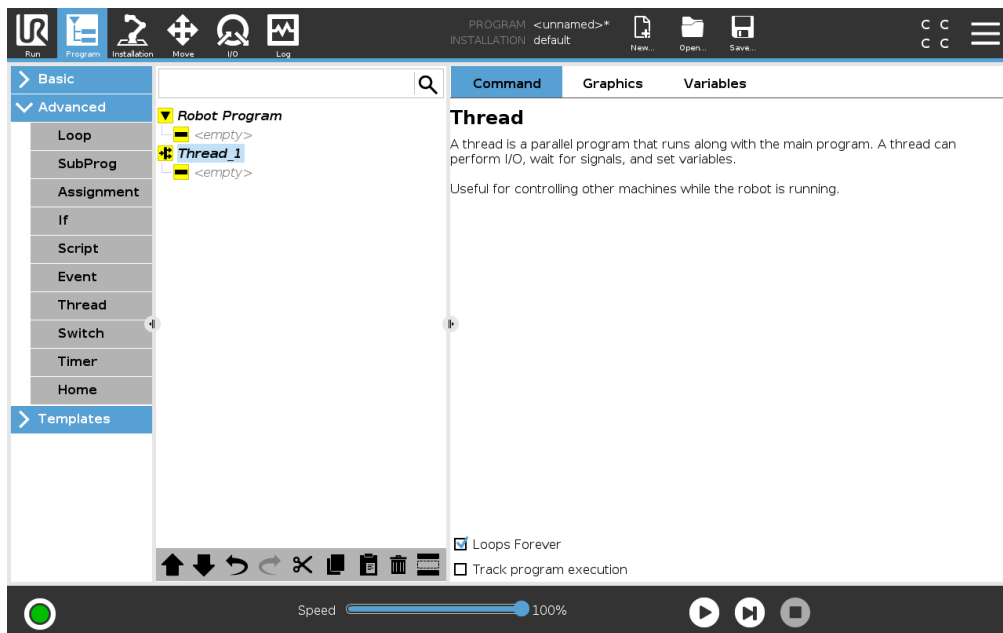 UR
Run
Program
Installation
Move
I/O
Log
PROGRAM <unnamed>*
INSTALLATION default
New...
Open...
Save...
C C
C C
Basic
Advanced
Loop
SubProg
Assignment
If
Script
Event
Thread
Switch
Timer
Home
Templates
Robot Program
<empty>
Thread_1
<empty>
Command Graphics Variables
Thread
A thread is a parallel program that runs along with the main program. A thread can
perform I/O, wait for signals, and set variables.
Useful for controlling other machines while the robot is running.
Loops Forever
Track program execution
Speed 100%